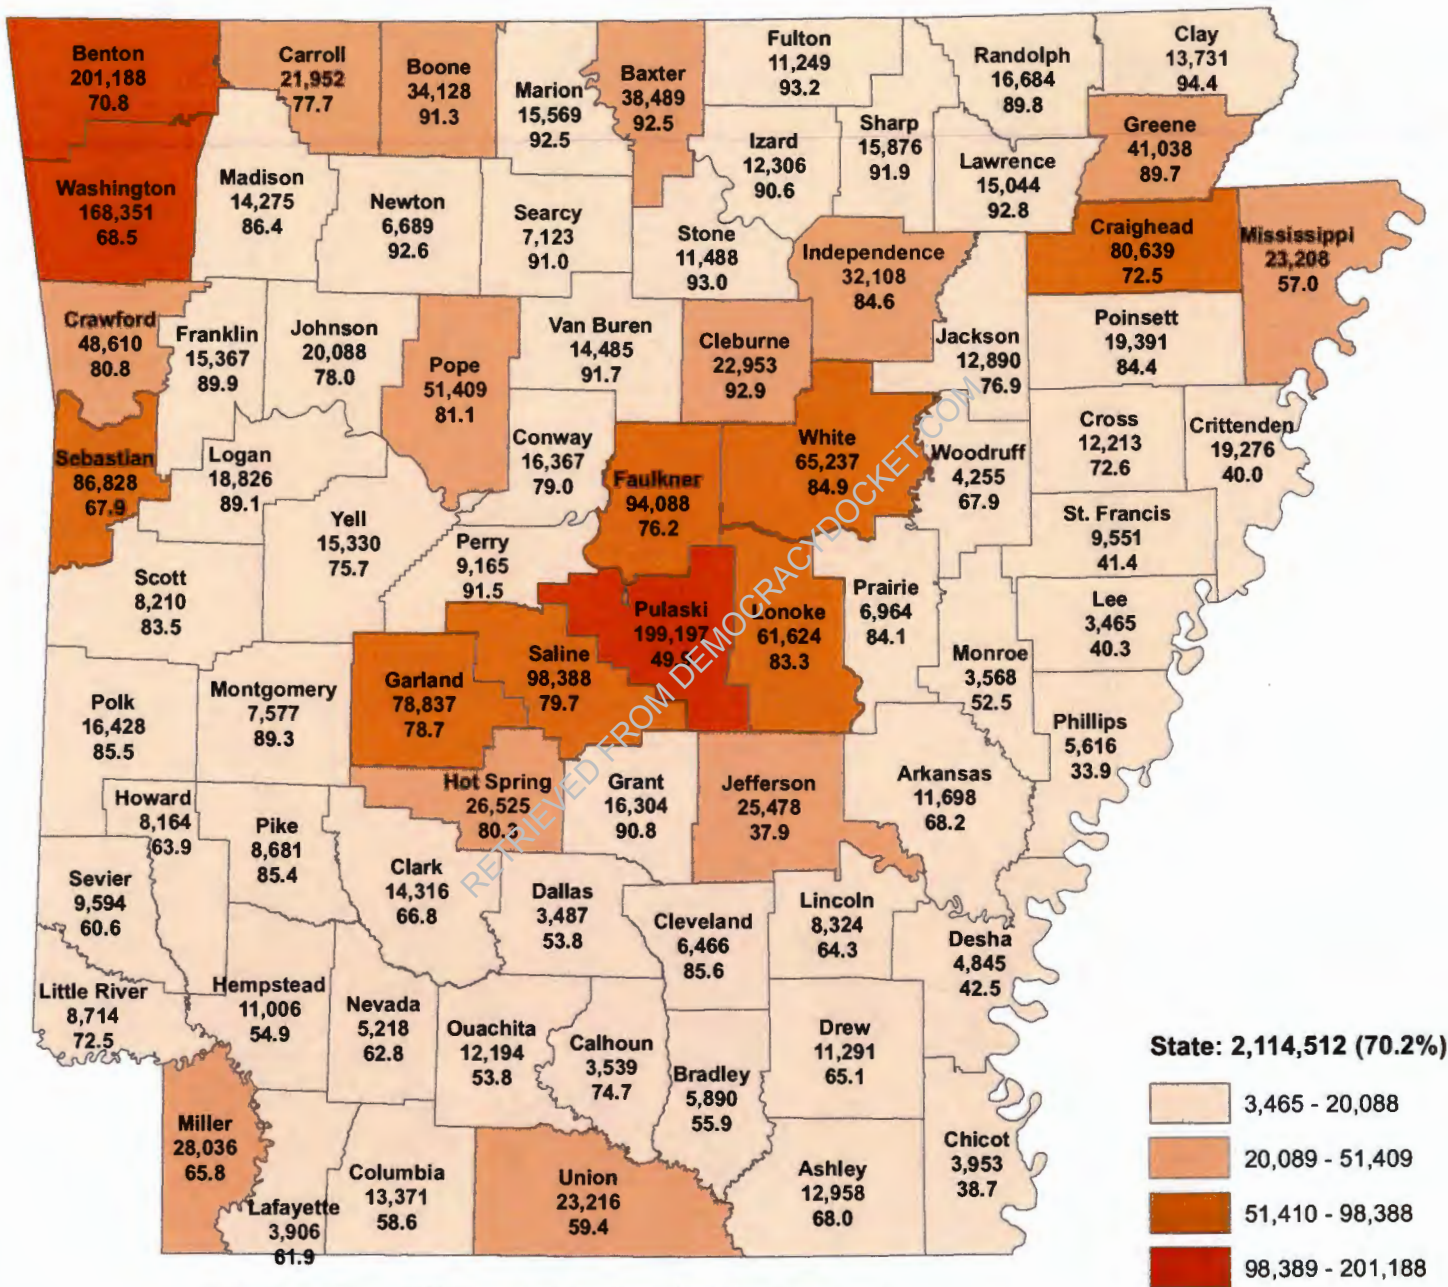 Benton
201,188
70.8
Carroll
21,952
77.7
Boone
34,128
91.3
Marion
15,569
92.5
Baxter
38,489
92.5
Fulton
11,249
93.2
Randolph
16,684
89.8
Clay
13,731
94.4
Izard
12,306
90.6
Sharp
15,876
91.9
Lawrence
15,044
92.8
Greene
41,038
89.7
Washington
168,351
68.5
Madison
14,275
86.4
Newton
6,689
92.6
Searcy
7,123
91.0
Stone
11,488
93.0
Independence
32,108
84.6
Craighead
80,639
72.5
Mississippi
23,208
57.0
Crawford
48,610
80.8
Franklin
15,367
89.9
Johnson
20,088
78.0
Pope
51,409
81.1
Van Buren
14,485
91.7
Cleburne
22,953
92.9
Jackson
12,890
76.9
Poinsett
19,391
84.4
Sebastian
86,828
67.9
Logan
18,826
89.1
Conway
16,367
79.0
Faulkner
94,088
76.2
White
65,237
84.9
Woodruff
4,255
67.9
Cross
12,213
72.6
Crittenden
19,276
40.0
Yell
15,330
75.7
Perry
9,165
91.5
St. Francis
9,551
41.4
Scott
8,210
83.5
Pulaski
199,197
49.9
Lonoke
61,624
83.3
Prairie
6,964
84.1
Lee
3,465
40.3
Monroe
3,568
52.5
Polk
16,428
85.5
Montgomery
7,577
89.3
Garland
78,837
78.7
Saline
98,388
79.7
Phillips
5,616
33.9
Howard
8,164
63.9
Pike
8,681
85.4
Hot Spring
26,525
80.3
Grant
16,304
90.8
Jefferson
25,478
37.9
Arkansas
11,698
68.2
Sevier
9,594
60.6
Clark
14,316
66.8
Dallas
3,487
53.8
Cleveland
6,466
85.6
Lincoln
8,324
64.3
Desha
4,845
42.5
Little River
8,714
72.5
Hempstead
11,006
54.9
Nevada
5,218
62.8
Ouachita
12,194
53.8
Calhoun
3,539
74.7
Bradley
5,890
55.9
Drew
11,291
65.1
Miller
28,036
65.8
Lafayette
3,906
61.9
Columbia
13,371
58.6
Union
23,216
59.4
Ashley
12,958
68.0
Chicot
3,953
38.7
State: 2,114,512 (70.2%)
3,465 - 20,088
20,089 - 51,409
51,410 - 98,388
98,389 - 201,188
RETRIEVED FROM DEMOCRACYDOCKET.COM